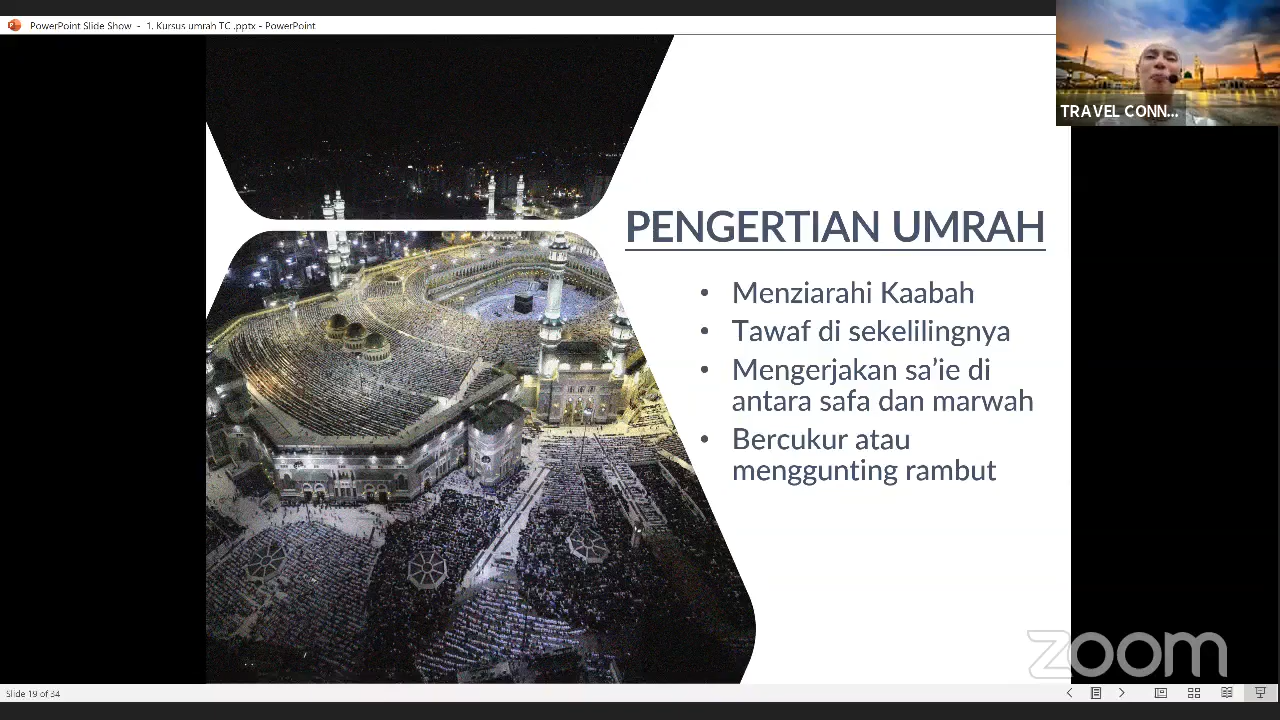 PowerPoint Slide Show - 1. Kursus umrah TC .pptx - PowerPoint
TRAVEL CONN...
PENGERTIAN UMRAH
• Menziarahi Kaabah
• Tawaf di sekelilingnya
• Mengerjakan sa’ie di
antara safa dan marwah
• Bercukur atau
menggunting rambut
zoom
Slide 19 of 34